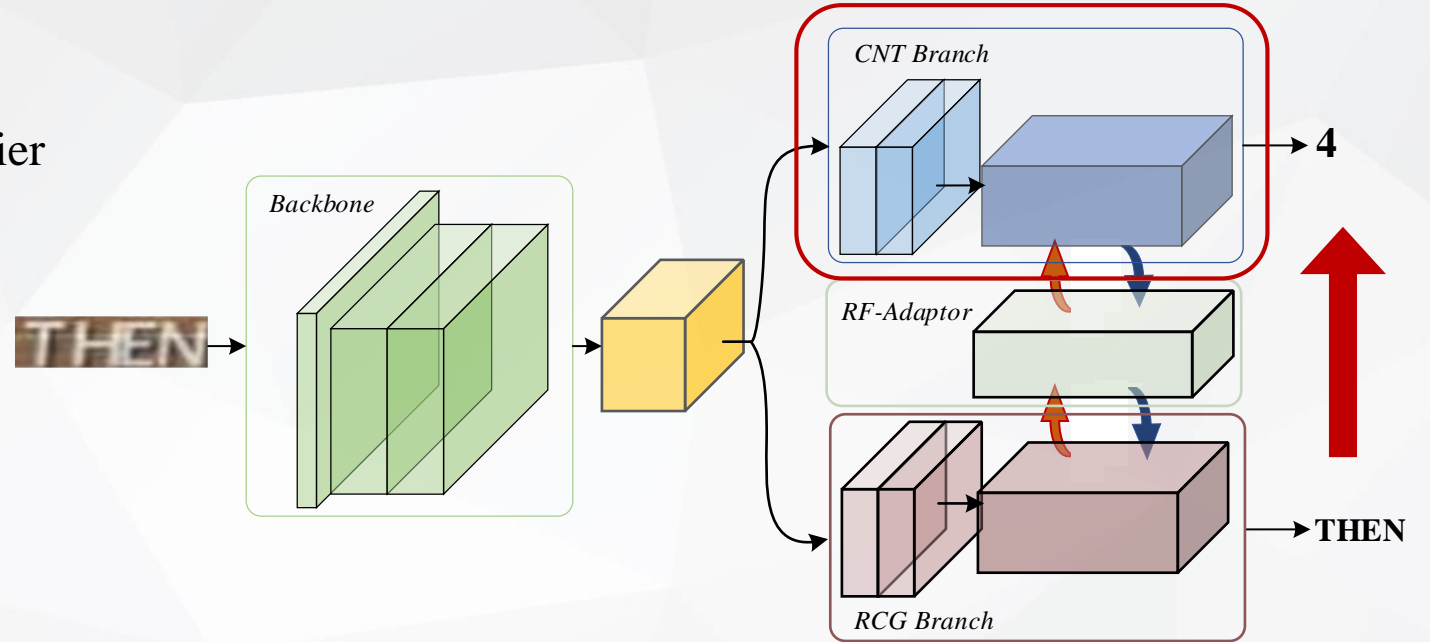 CNT Branch
4
ier
Backbone
RF-Adaptor
THEN
THEN
RCG Branch